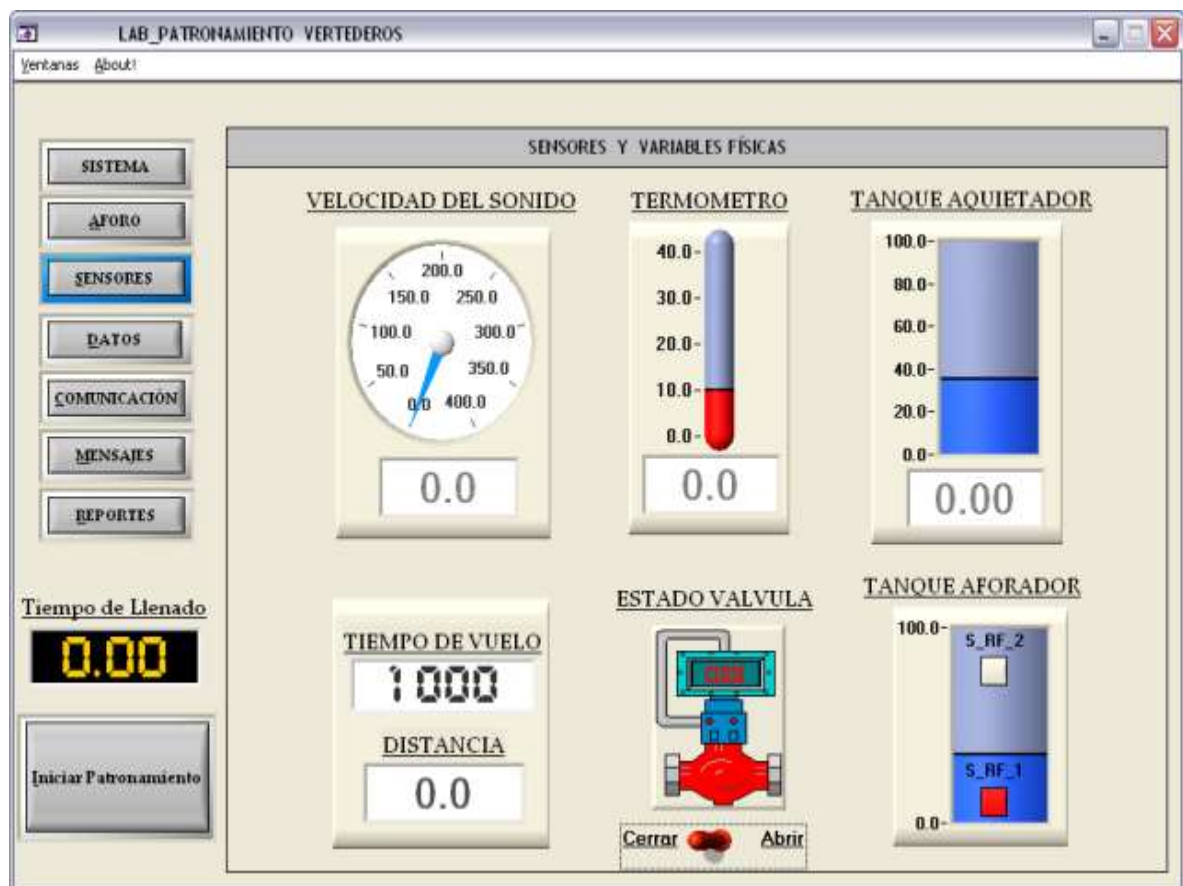 LAB_PATRONAMIENTO VERTEDEROS
Ventanas About!
SISTEMA
AFORO
SENSORES
DATOS
COMUNICACIÓN
MENSAJES
REPORTES
Tiempo de Llenado
0.00
Iniciar Patronamiento
SENSORES Y VARIABLES FÍSICAS
VELOCIDAD DEL SONIDO
200.0
150.0 250.0
100.0 300.0
50.0 350.0
0.0 400.0
0.0
TERMOMETRO
40.0
30.0
20.0
10.0
0.0
0.0
TANQUE AQUIETADOR
100.0
80.0
60.0
40.0
20.0
0.0
0.00
TIEMPO DE VUELO
1000
DISTANCIA
0.0
ESTADO VALVULA
Cerrar Abrir
TANQUE AFORADOR
100.0
S_RF_2
S_RF_1
0.0